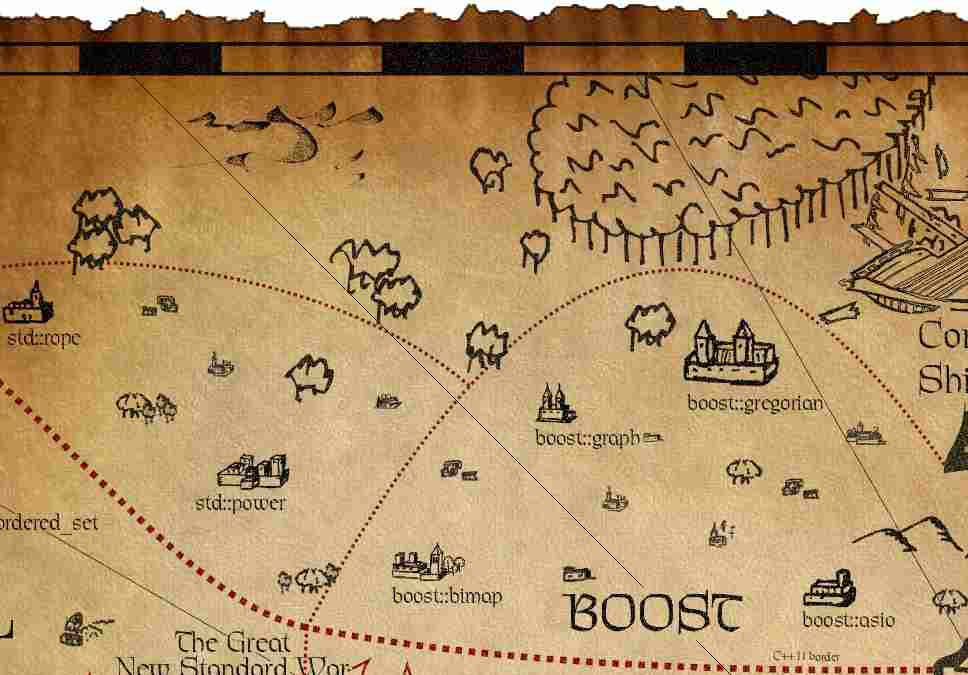 std::rope
Cor
Shi
boost::gregorian
boost::graph
std::power
ordered_set
boost::bimap
BOOST
boost::asio
The Great
New Standard War
C++11 border